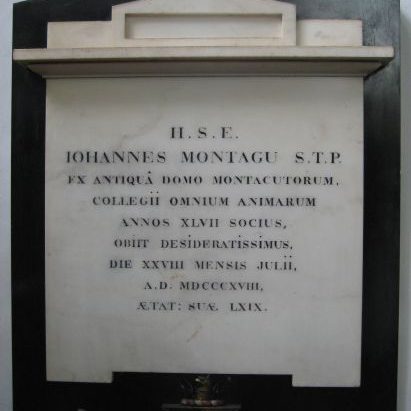 H.S.E.
IOHANNES MONTAGU S.T.P.
EX ANTIQUÂ DOMO MONTACUTORUM,
COLLEGII OMNIUM ANIMARUM
ANNOS XLVII SOCIUS,
OBIIT DESIDERATISSIMUS,
DIE XXVIII MENSIS JULII,
A.D. MDCCCXVIII,
ÆTAT: SUÆ LXIX.